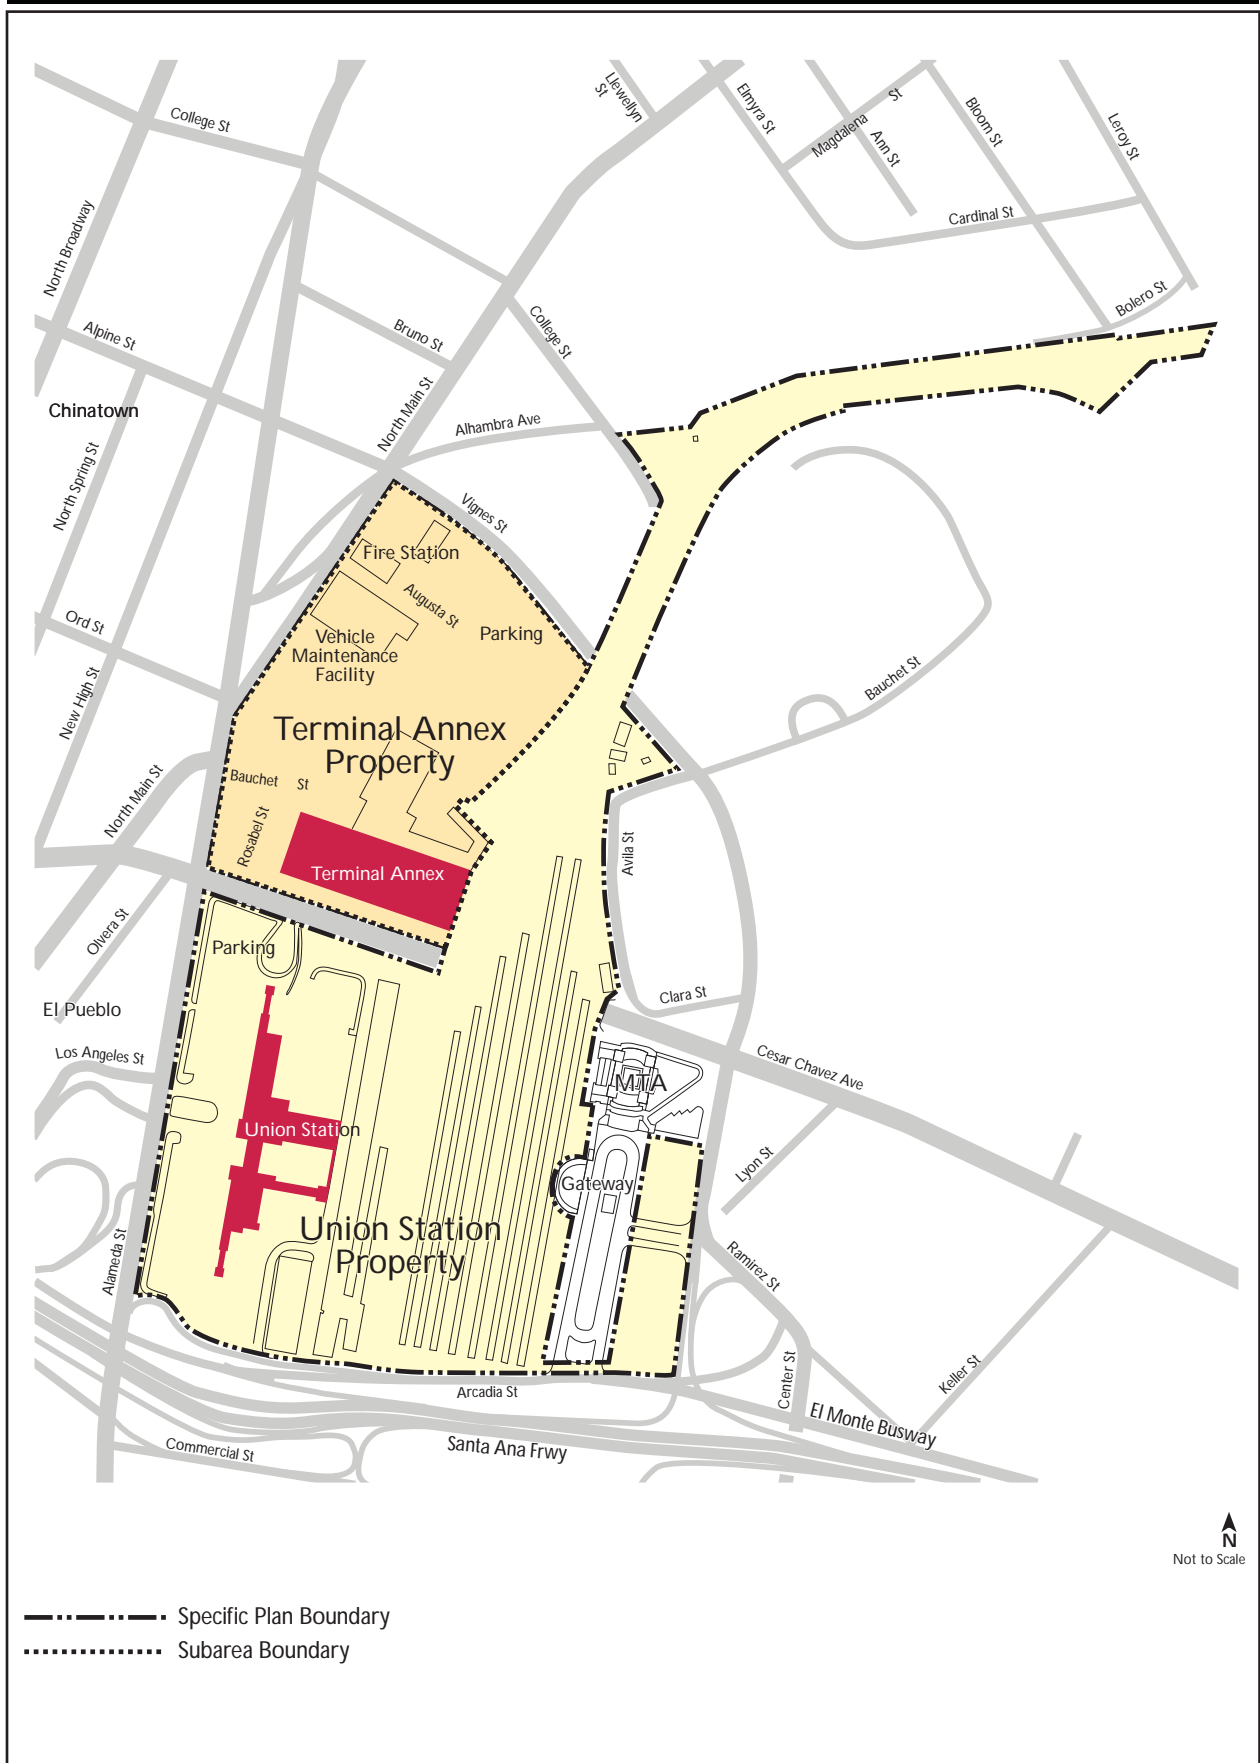 Llewellyn
St
Elmyra St
Magdalena
St
Ann St
Bloom St
Leroy St
College St
North Broadway
Cardinal St
Bolero St
Alpine St
Bruno St
College St
Chinatown
North Main St
Alhambra Ave
North Spring St
Vignes St
Fire Station
Augusta St
Ord St
Vehicle
Maintenance
Facility
Parking
New High St
Bauchet St
Terminal Annex
Property
Bauchet St
North Main St
Rosabel St
Avila St
Terminal Annex
Olvera St
Parking
El Pueblo
Clara St
Los Angeles St
Cesar Chavez Ave
MTA
Union Station
Lyon St
Gateway
Union Station
Property
Alameda St
Ramirez St
Center St
Keller St
Arcadia St
El Monte Busway
Commercial St
Santa Ana Frwy
N
Not to Scale
Specific Plan Boundary
Subarea Boundary